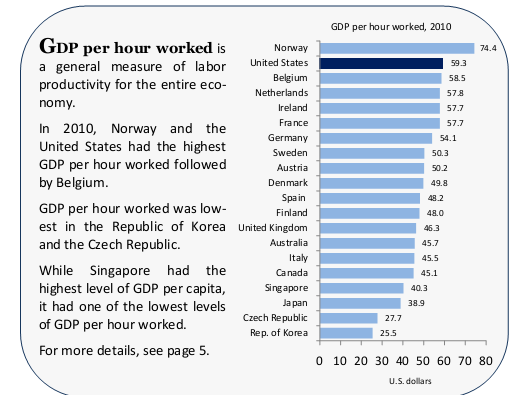 GDP per hour worked is
a general measure of labor
productivity for the entire eco-
nomy.
In 2010, Norway and the
United States had the highest
GDP per hour worked followed
by Belgium.
GDP per hour worked was low-
est in the Republic of Korea
and the Czech Republic.
While Singapore had the
highest level of GDP per capita,
it had one of the lowest levels
of GDP per hour worked.
For more details, see page 5.
GDP per hour worked, 2010
Norway 74.4
United States 59.3
Belgium 58.5
Netherlands 57.8
Ireland 57.7
France 57.7
Germany 54.1
Sweden 50.3
Austria 50.2
Denmark 49.8
Spain 48.2
Finland 48.0
United Kingdom 46.3
Australia 45.7
Italy 45.5
Canada 45.1
Singapore 40.3
Japan 38.9
Czech Republic 27.7
Rep. of Korea 25.5
0 10 20 30 40 50 60 70 80
U.S. dollars